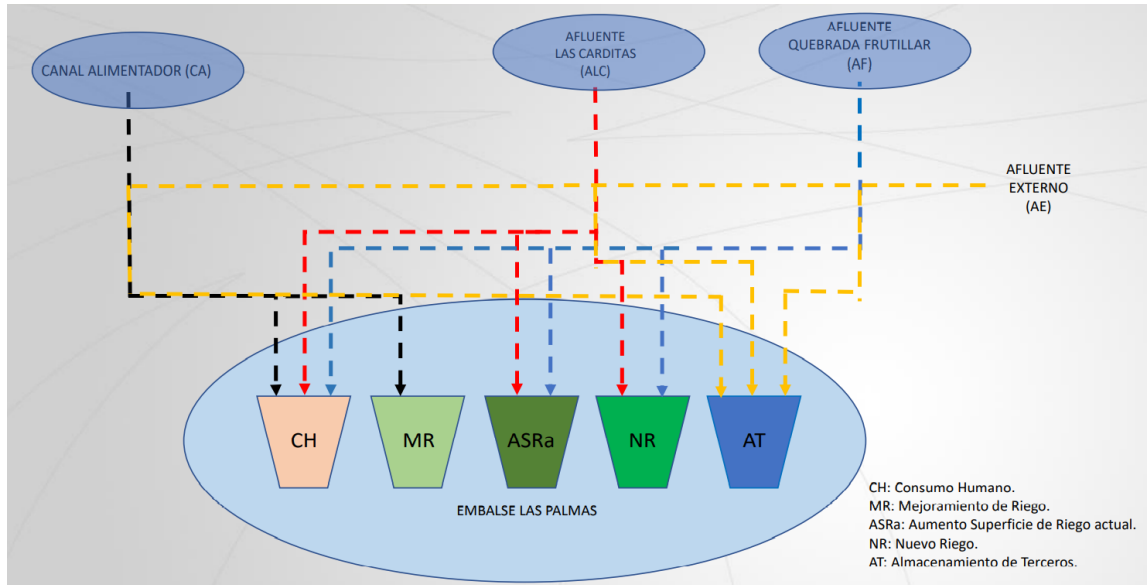 CANAL ALIMENTADOR (CA)
AFLUENTE
LAS CARDITAS
(ALC)
AFLUENTE
QUEBRADA FRUTILLAR
(AF)
AFLUENTE
EXTERNO
(AE)
CH
MR
ASRa
NR
AT
EMBALSE LAS PALMAS
CH: Consumo Humano.
MR: Mejoramiento de Riego.
ASRa: Aumento Superficie de Riego actual.
NR: Nuevo Riego.
AT: Almacenamiento de Terceros.